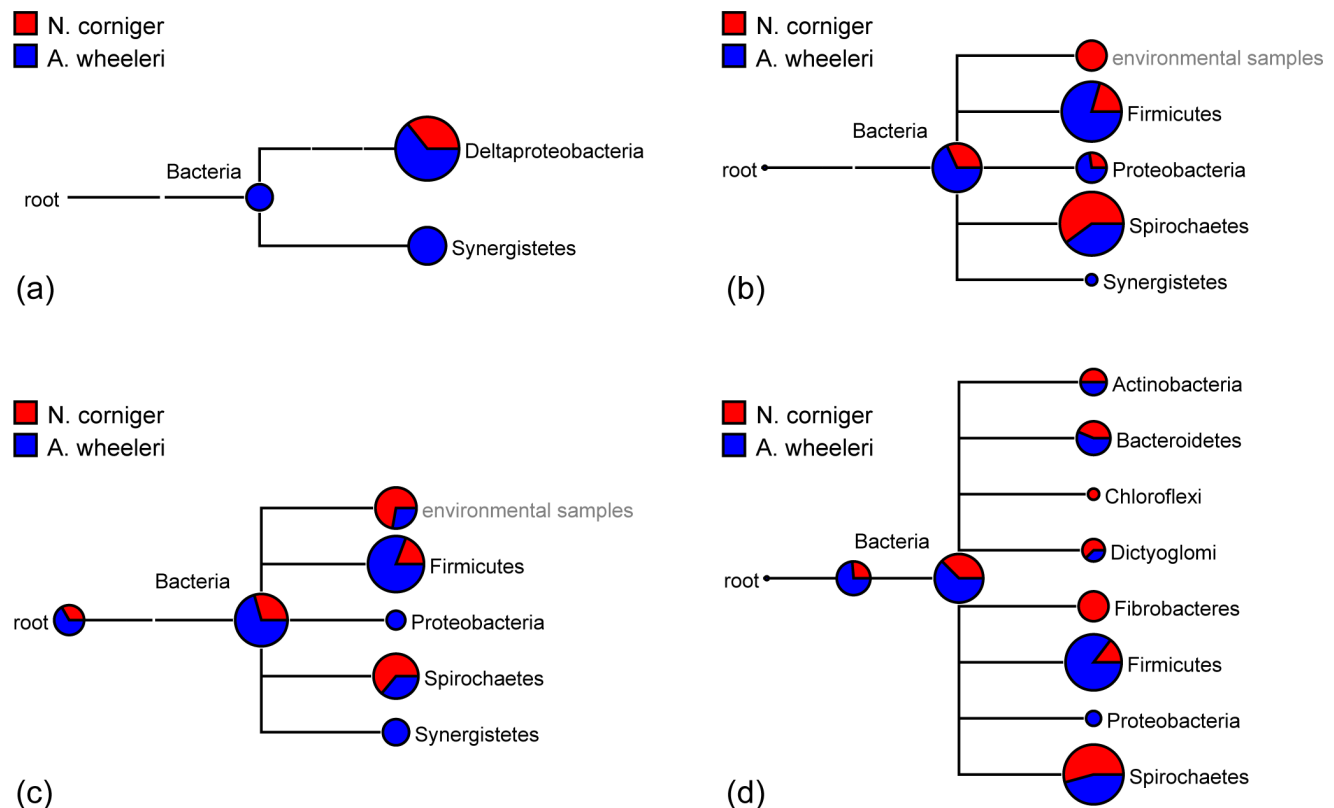 N. corniger
A. wheeleri
Bacteria
root
Deltaproteobacteria
Synergistetes
(a)
N. corniger
A. wheeleri
Bacteria
root
environmental samples
Firmicutes
Proteobacteria
Spirochaetes
Synergistetes
(b)
N. corniger
A. wheeleri
Bacteria
root
environmental samples
Firmicutes
Proteobacteria
Spirochaetes
Synergistetes
(c)
N. corniger
A. wheeleri
Bacteria
root
Actinobacteria
Bacteroidetes
Chloroflexi
Dictyoglomi
Fibrobacteres
Firmicutes
Proteobacteria
Spirochaetes
(d)